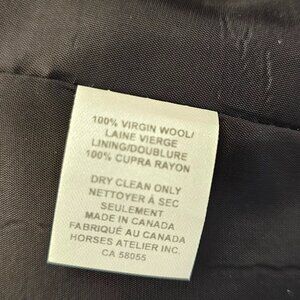 100% VIRGIN WOOL/
LAINE VIERGE
LINING/DOUBLURE
100% CUPRA RAYON
DRY CLEAN ONLY
NETTOYER À SEC
SEULEMENT
MADE IN CANADA
FABRIQUÉ AU CANADA
HORSES ATELIER INC.
CA 58055